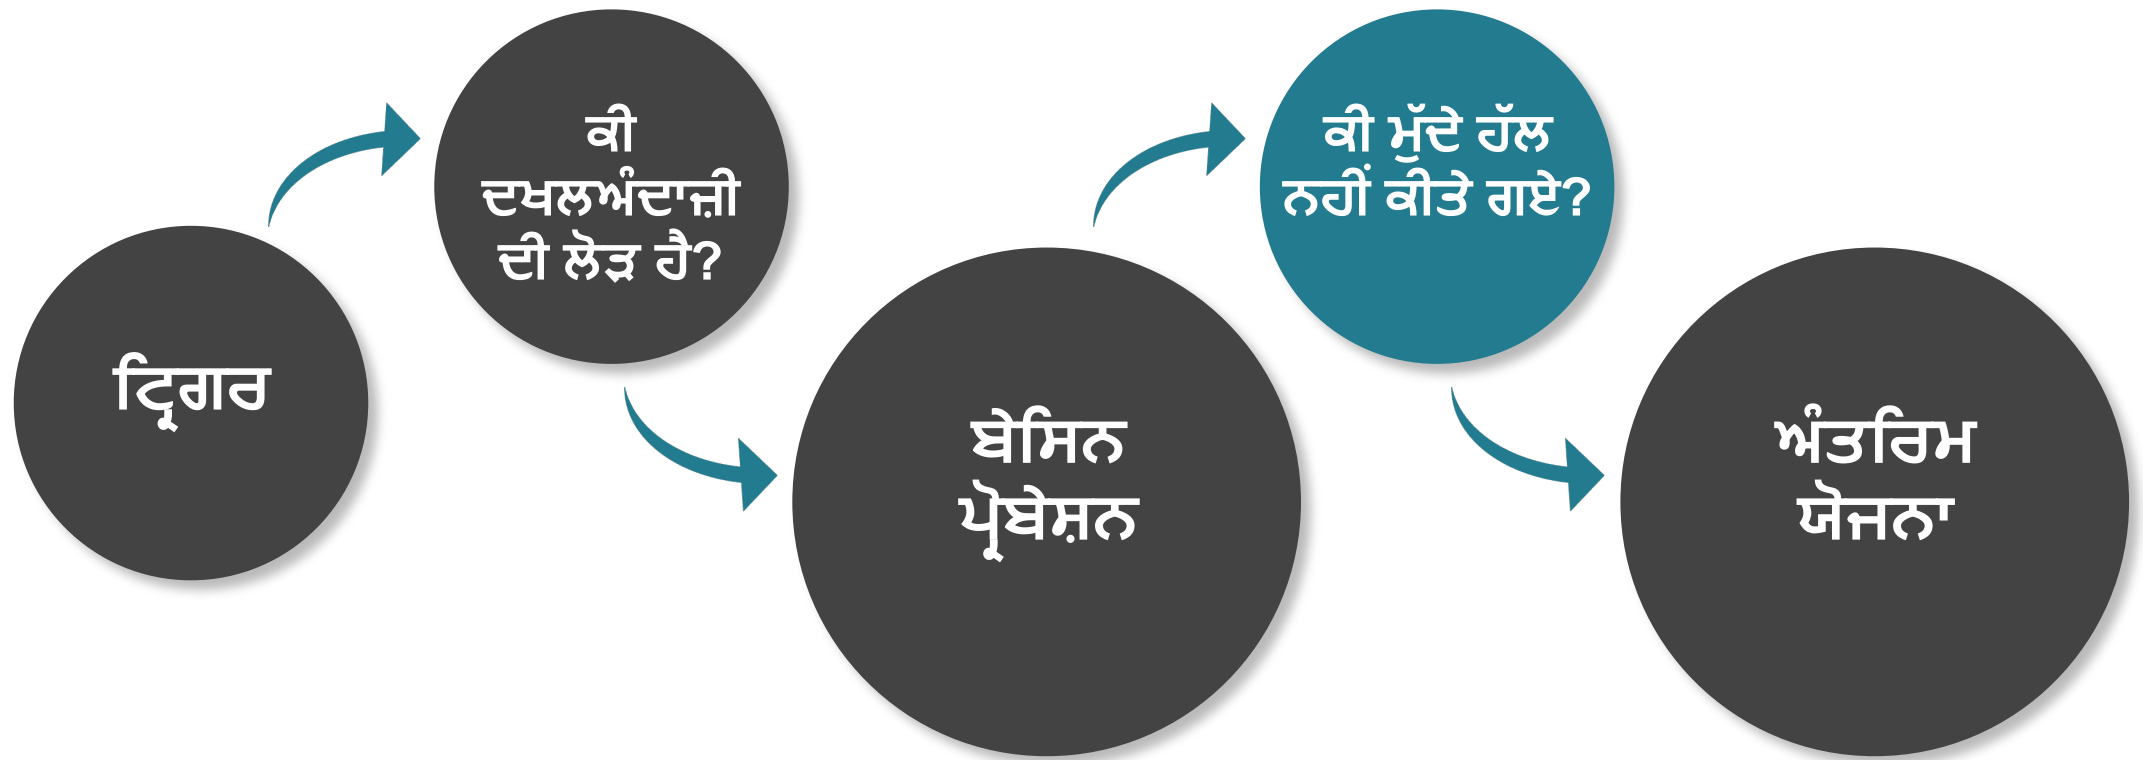 ਟ੍ਰਿਗਰ
ਕੀ
ਦਖਲਅੰਦਾਜ਼ੀ
ਦੀ ਲੋੜ ਹੈ?
ਬੇਸਿਨ
ਪ੍ਰੋਬੇਸ਼ਨ
ਕੀ ਮੁੱਦੇ ਹੱਲ
ਨਹੀਂ ਕੀਤੇ ਗਏ?
ਅੰਤਰਿਮ
ਯੋਜਨਾ